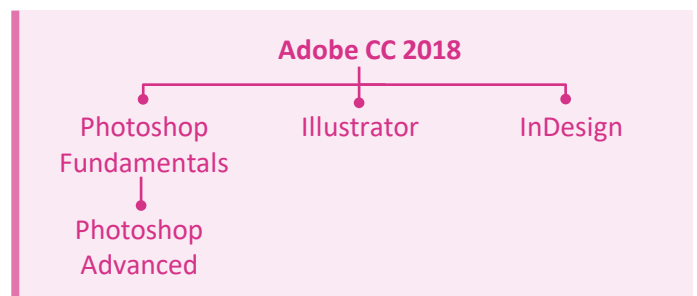 Adobe CC 2018
Photoshop
Fundamentals
Illustrator
InDesign
Photoshop
Advanced